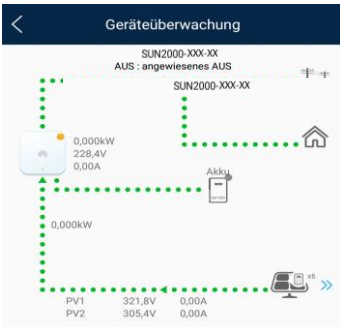 Geräteüberwachung
SUN2000-XXX-XX
AUS : angewiesenes AUS
SUN2000-XXX-XX
0,000kW
228,4V
0,00A
Akku
0,000kW
x6
PV1 321,8V 0,00A
PV2 305,4V 0,00A